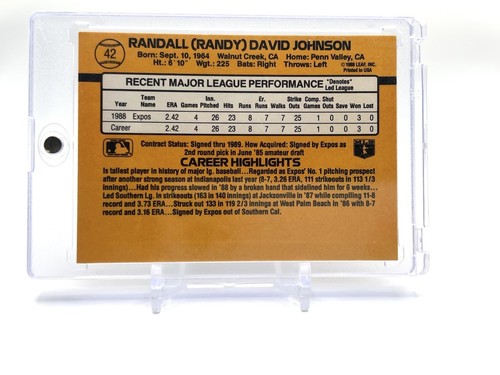 42
RANDALL (RANDY) DAVID JOHNSON
Born: Sept. 10, 1964 Walnut Creek, CA Home: Penn Valley, CA
Ht.: 6'10" Wgt.: 225 Bats: Right Throws: Left
© 1988 LEAF, INC.
Printed in USA
RECENT MAJOR LEAGUE PERFORMANCE "Denotes" Led League
Year Team Name ERA Games Inn. Pitched Hits Runs Er. Runs Walks Strike Outs Comp. Games Shut Outs Save Won Lost
1988 Expos 2.42 4 26 23 8 7 7 25 1 0 0 3 0
Career 2.42 4 26 23 8 7 7 25 1 0 0 3 0
Contract Status: Signed thru 1989. How Acquired: Signed by Expos as
2nd round pick in June '85 amateur draft
CAREER HIGHLIGHTS
Is tallest player in history of major lg. baseball...Regarded as Expos' No. 1 pitching prospect
after another strong season at Indianapolis last year (8-7, 3.26 ERA, 111 strikeouts in 113 1/3
innings)...Had his progress slowed in '88 by a broken hand that sidelined him for 6 weeks...
Led Southern Lg. in strikeouts (163 in 140 innings) at Jacksonville in '87 while compiling 11-8
record and 3.73 ERA...Struck out 133 in 119 2/3 innings at West Palm Beach in '86 with 8-7
record and 3.16 ERA...Signed by Expos out of Southern Cal.